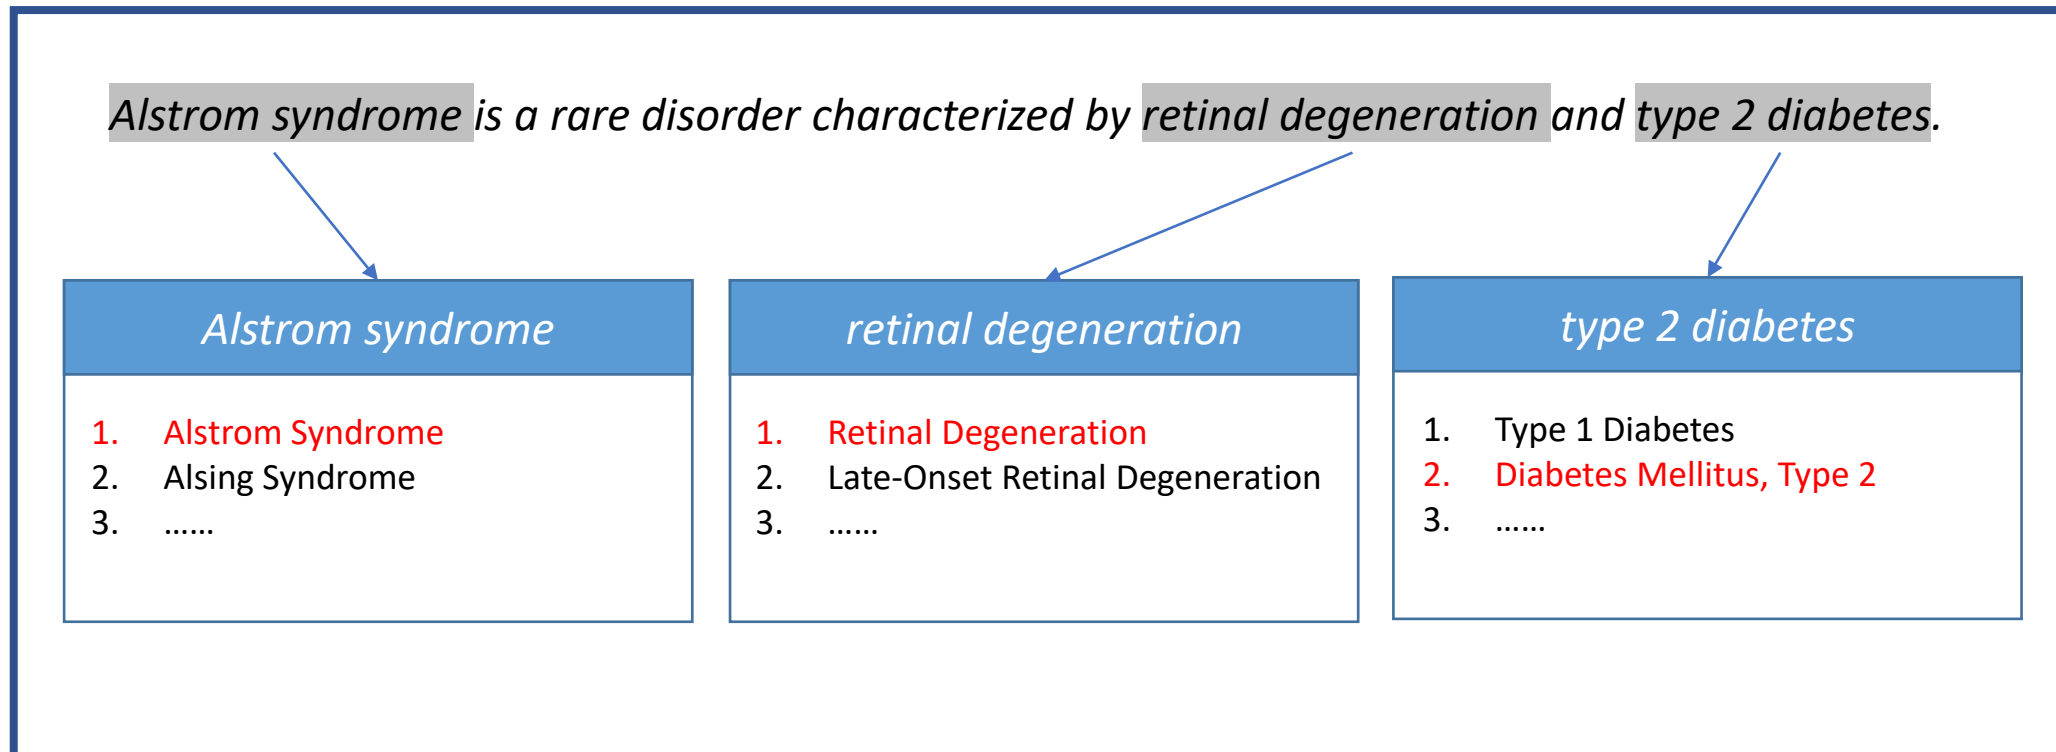 Alstrom syndrome is a rare disorder characterized by retinal degeneration and type 2 diabetes.
Alstrom syndrome
1. Alstrom Syndrome
2. Alsing Syndrome
3. ......
retinal degeneration
1. Retinal Degeneration
2. Late-Onset Retinal Degeneration
3. ......
type 2 diabetes
1. Type 1 Diabetes
2. Diabetes Mellitus, Type 2
3. ......